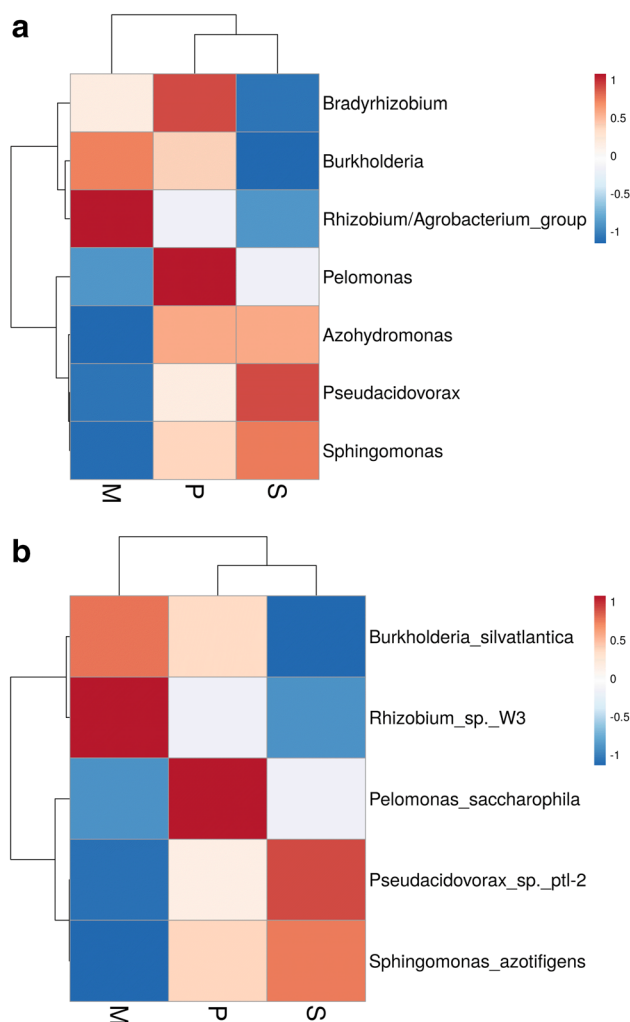 a
Bradyrhizobium
Burkholderia
Rhizobium/Agrobacterium_group
Pelomonas
Azohydromonas
Pseudacidovorax
Sphingomonas
M P S
1
0.5
0
-0.5
-1
b
Burkholderia_silvatlantica
Rhizobium_sp._W3
Pelomonas_saccharophila
Pseudacidovorax_sp._ptl-2
Sphingomonas_azotifigens
M P S
1
0.5
0
-0.5
-1